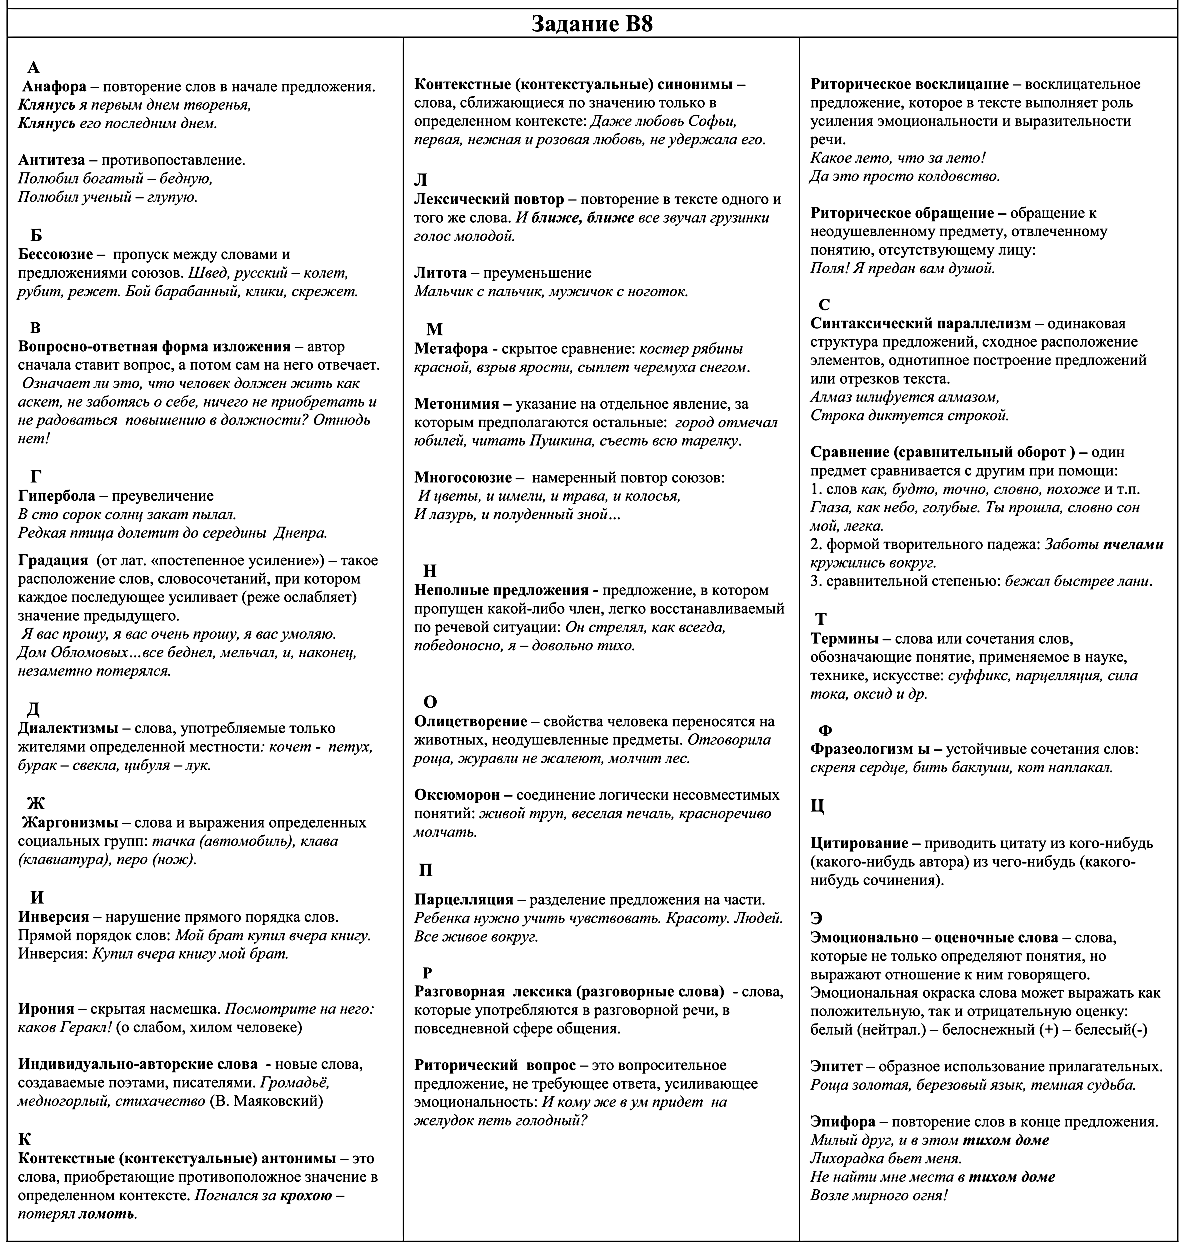 Задание В8
А
Анафора – повторение слов в начале предложения.
Клянусь я первым днем творенья,
Клянусь его последним днем.
Антитеза – противопоставление.
Полюбил богатый – бедную,
Полюбил ученый – глупую.
Б
Бессоюзие – пропуск между словами и
предложениями союзов. Швед, русский – колет,
рубит, режет. Бой барабанный, клики, скрежет.
В
Вопросно-ответная форма изложения – автор
сначала ставит вопрос, а потом сам на него отвечает.
Означает ли это, что человек должен жить как
аскет, не заботясь о себе, ничего не приобретать и
не радоваться повышению в должности? Отнюдь
нет!
Г
Гипербола – преувеличение
В сто сорок солнц закат пылал.
Редкая птица долетит до середины Днепра.
Градация (от лат. «постепенное усиление») – такое
расположение слов, словосочетаний, при котором
каждое последующее усиливает (реже ослабляет)
значение предыдущего.
Я вас прошу, я вас очень прошу, я вас умоляю.
Дом Обломовых…все беднел, мельчал, и, наконец,
незаметно потерялся.
Д
Диалектизмы – слова, употребляемые только
жителями определенной местности: кочет - петух,
бурак – свекла, цибуля – лук.
Ж
Жаргонизмы – слова и выражения определенных
социальных групп: тачка (автомобиль), клава
(клавиатура), перо (нож).
И
Инверсия – нарушение прямого порядка слов.
Прямой порядок слов: Мой брат купил вчера книгу.
Инверсия: Купил вчера книгу мой брат.
Ирония – скрытая насмешка. Посмотрите на него:
каков Геракл! (о слабом, хилом человеке)
Индивидуально-авторские слова - новые слова,
создаваемые поэтами, писателями. Громадьё,
медногорлый, стихачество (В. Маяковский)
К
Контекстные (контекстуальные) антонимы – это
слова, приобретающие противоположное значение в
определенном контексте. Погнался за крохою –
потерял ломоть.
Контекстные (контекстуальные) синонимы –
слова, сближающиеся по значению только в
определенном контексте: Даже любовь Софьи,
первая, нежная и розовая любовь, не удержала его.
Л
Лексический повтор – повторение в тексте одного и
того же слова. И ближе, ближе все звучал грузинки
голос молодой.
Литота – преуменьшение
Мальчик с пальчик, мужичок с ноготок.
М
Метафора - скрытое сравнение: костер рябины
красной, взрыв ярости, сыплет черемуха снегом.
Метонимия – указание на отдельное явление, за
которым предполагаются остальные: город отмечал
юбилей, читать Пушкина, съесть всю тарелку.
Многосоюзие – намеренный повтор союзов:
И цветы, и шмели, и трава, и колосья,
И лазурь, и полуденный зной…
Н
Неполные предложения - предложение, в котором
пропущен какой-либо член, легко восстанавливаемый
по речевой ситуации: Он стрелял, как всегда,
победоносно, я – довольно тихо.
О
Олицетворение – свойства человека переносятся на
животных, неодушевленные предметы. Отговорила
роща, журавли не жалеют, молчит лес.
Оксюморон – соединение логически несовместимых
понятий: живой труп, веселая печаль, красноречиво
молчать.
П
Парцелляция – разделение предложения на части.
Ребенка нужно учить чувствовать. Красоту. Людей.
Все живое вокруг.
Р
Разговорная лексика (разговорные слова) - слова,
которые употребляются в разговорной речи, в
повседневной сфере общения.
Риторический вопрос – это вопросительное
предложение, не требующее ответа, усиливающее
эмоциональность: И кому же в ум придет на
желудок петь голодный?
Риторическое восклицание – восклицательное
предложение, которое в тексте выполняет роль
усиления эмоциональности и выразительности
речи.
Какое лето, что за лето!
Да это просто колдовство.
Риторическое обращение – обращение к
неодушевленному предмету, отвлеченному
понятию, отсутствующему лицу:
Поля! Я предан вам душой.
С
Синтаксический параллелизм – одинаковая
структура предложений, сходное расположение
элементов, однотипное построение предложений
или отрезков текста.
Алмаз шлифуется алмазом,
Строка диктуется строкой.
Сравнение (сравнительный оборот ) – один
предмет сравнивается с другим при помощи:
1. слов как, будто, точно, словно, похоже и т.п.
Глаза, как небо, голубые. Ты прошла, словно сон
мой, легка.
2. формой творительного падежа: Заботы пчелами
кружились вокруг.
3. сравнительной степенью: бежал быстрее лани.
Т
Термины – слова или сочетания слов,
обозначающие понятие, применяемое в науке,
технике, искусстве: суффикс, парцелляция, сила
тока, оксид и др.
Ф
Фразеологизм ы – устойчивые сочетания слов:
скрепя сердце, бить баклуши, кот наплакал.
Ц
Цитирование – приводить цитату из кого-нибудь
(какого-нибудь автора) из чего-нибудь (какого-
нибудь сочинения).
Э
Эмоционально – оценочные слова – слова,
которые не только определяют понятия, но
выражают отношение к ним говорящего.
Эмоциональная окраска слова может выражать как
положительную, так и отрицательную оценку:
белый (нейтрал.) – белоснежный (+) – белесый(-)
Эпитет – образное использование прилагательных.
Роща золотая, березовый язык, темная судьба.
Эпифора – повторение слов в конце предложения.
Милый друг, и в этом тихом доме
Лихорадка бьет меня.
Не найти мне места в тихом доме
Возле мирного огня!